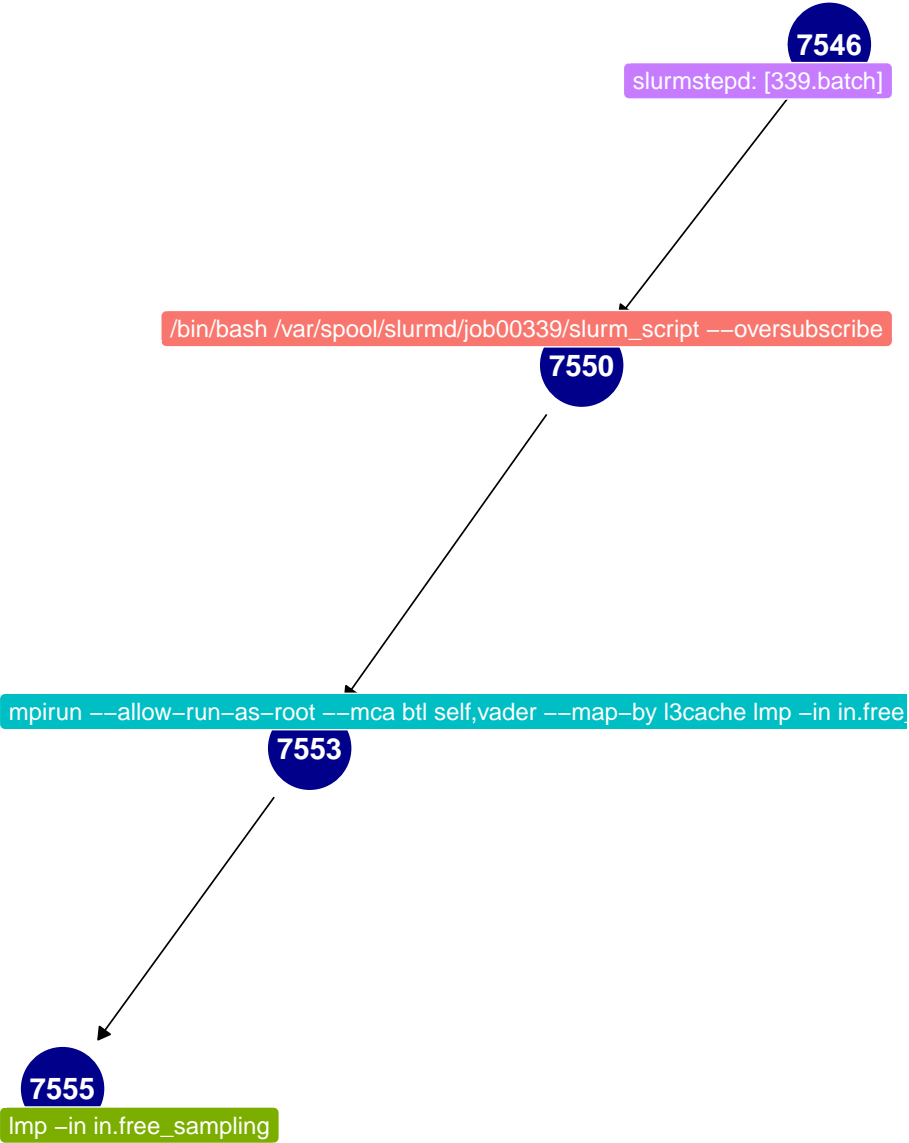 7546
slurmstepd: [339.batch]
/bin/bash /var/spool/slurmd/job00339/slurm_script −−oversubscribe
7550
mpirun −−allow−run−as−root −−mca btl self,vader −−map−by l3cache lmp −in in.free_
7553
7555
lmp −in in.free_sampling